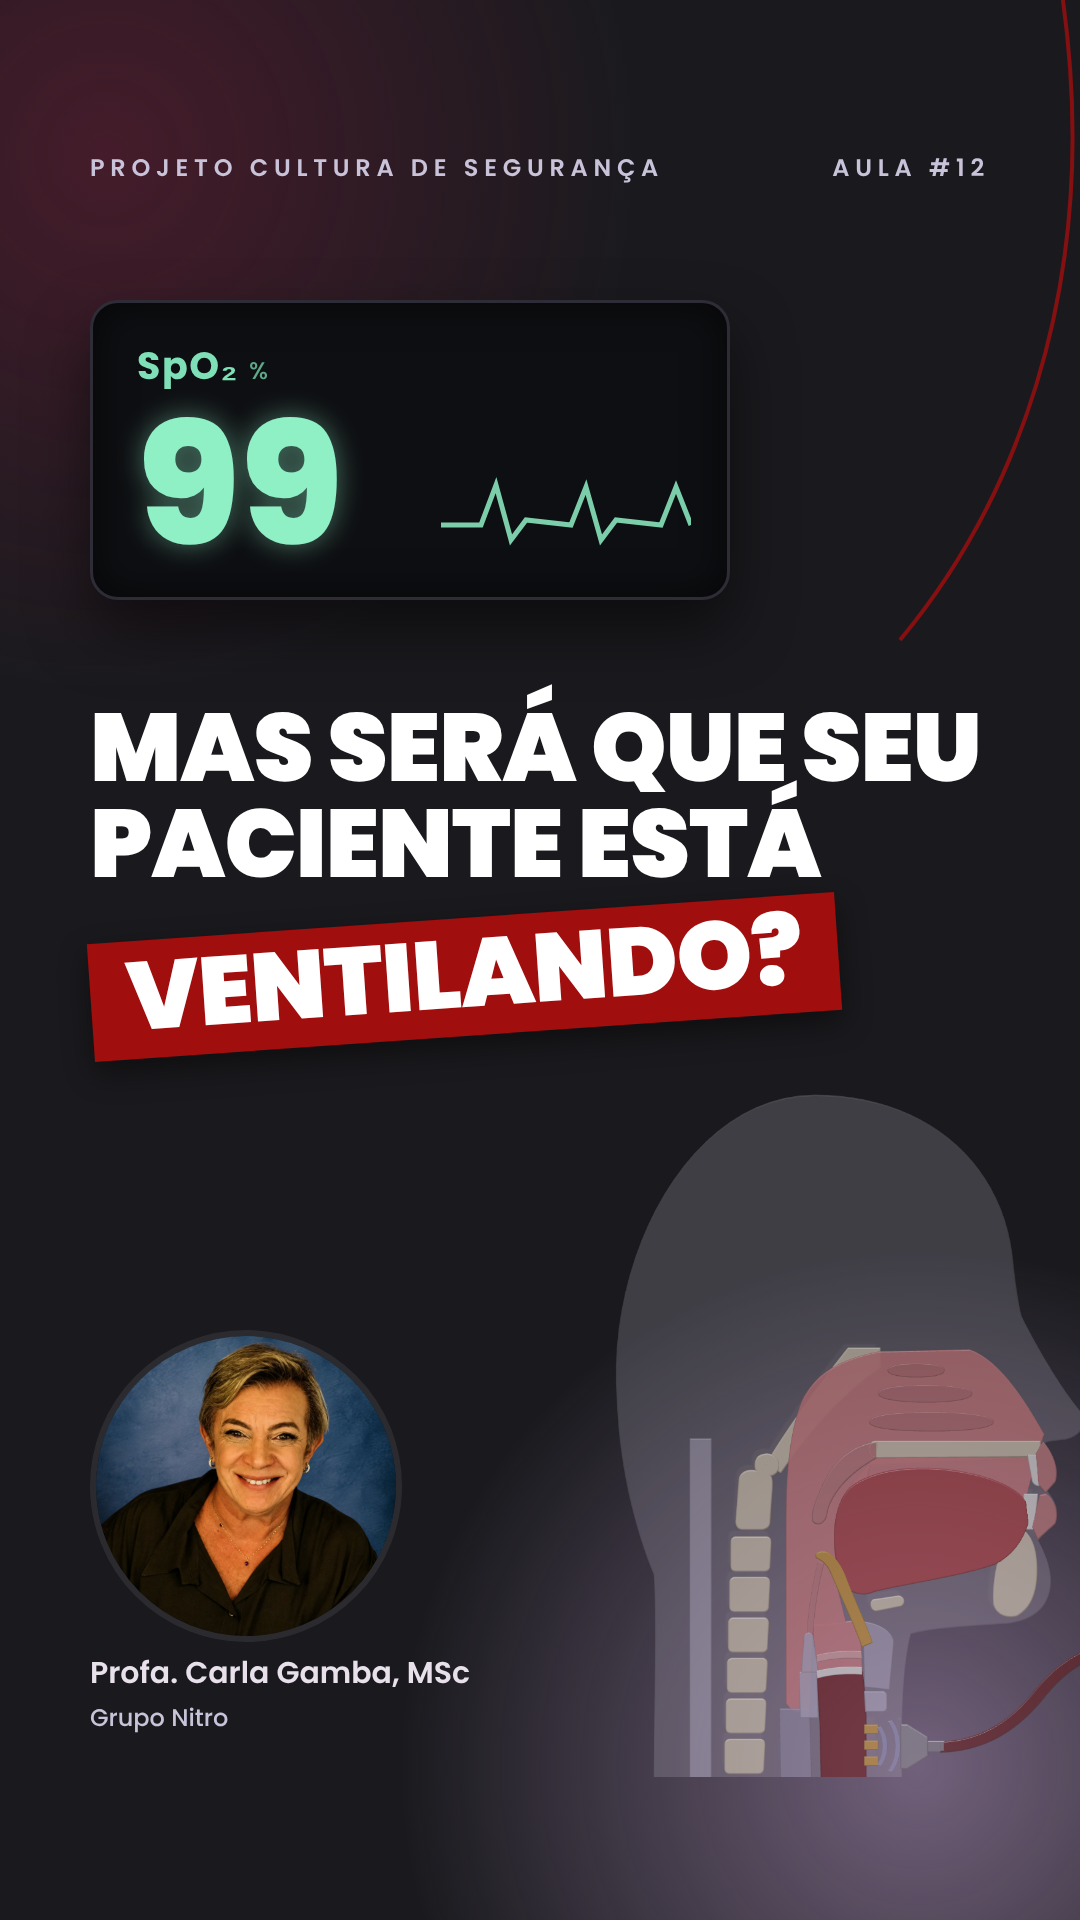 PROJETO CULTURA DE SEGURANÇA
AULA #12
SpO₂ %
99
MAS SERÁ QUE SEU
PACIENTE ESTÁ
VENTILANDO?
Profa. Carla Gamba, MSc
Grupo Nitro